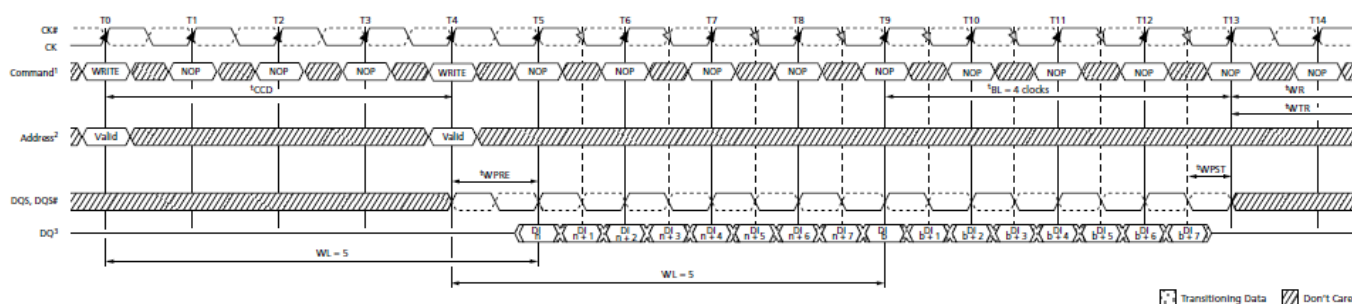 T0 T1 T2 T3 T4 T5 T6 T7 T8 T9 T10 T11 T12 T13 T14
CK#
CK
Command¹ WRITE NOP NOP NOP WRITE NOP NOP NOP NOP NOP NOP NOP NOP NOP NOP
tCCD tBL = 4 clocks tWR
tWTR
Address² Valid Valid
tWPRE tWPST
DQS, DQS#
DQ³ DI n DI n + 1 DI n + 2 DI n + 3 DI n + 4 DI n + 5 DI n + 6 DI n + 7 DI b DI b + 1 DI b + 2 DI b + 3 DI b + 4 DI b + 5 DI b + 6 DI b + 7
WL = 5
WL = 5
Transitioning Data Don't Care